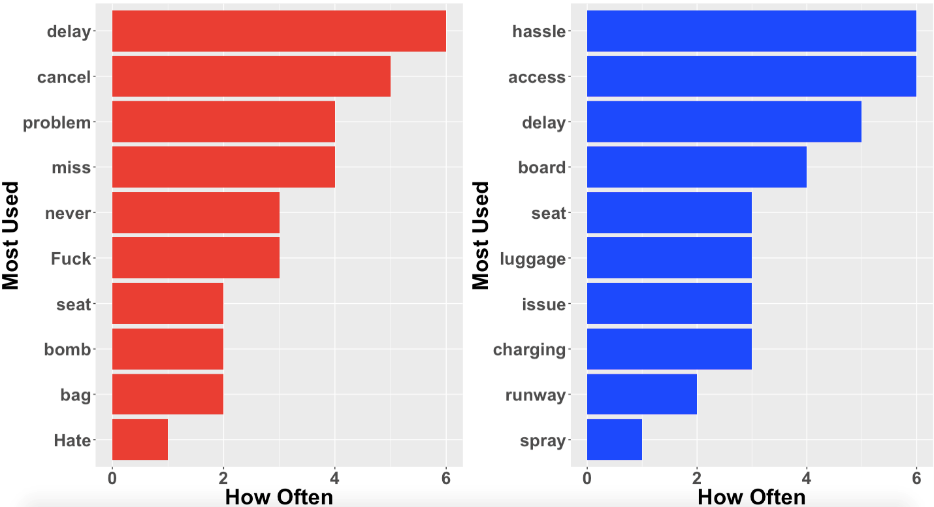 delay
cancel
problem
miss
never
Fuck
seat
bomb
bag
Hate
Most Used
0 2 4 6
How Often
hassle
access
delay
board
seat
luggage
issue
charging
runway
spray
Most Used
0 2 4 6
How Often